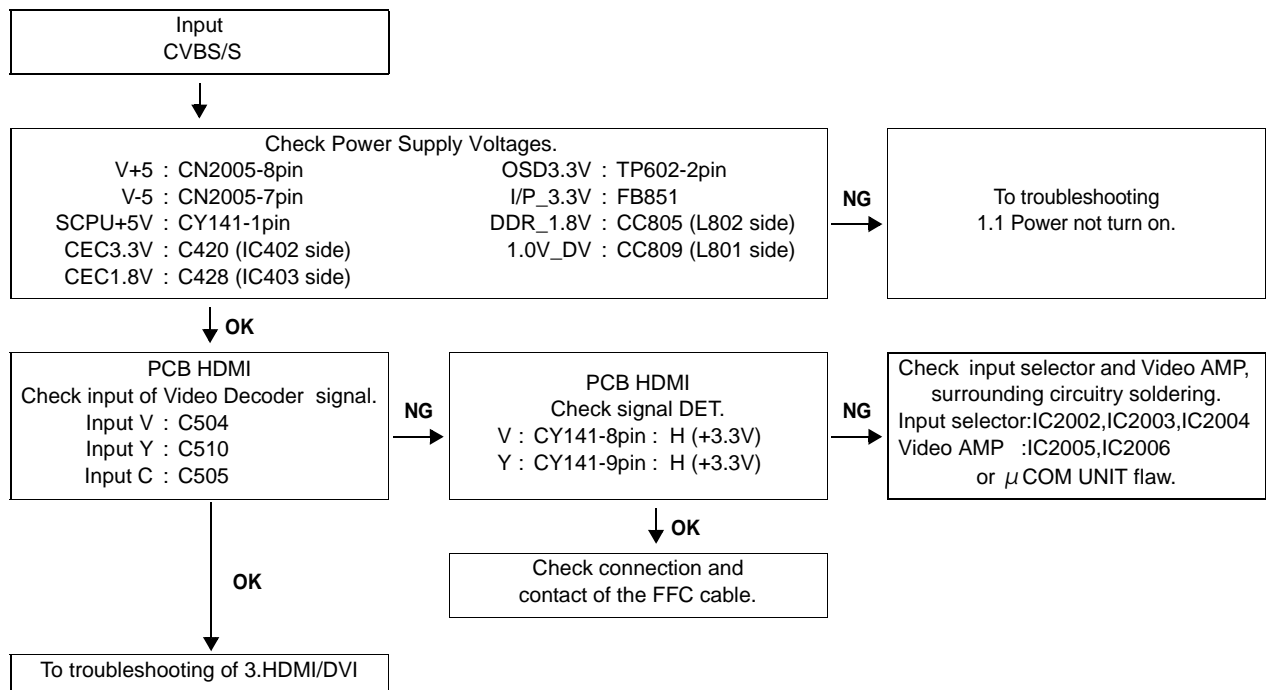 Input
CVBS/S
Check Power Supply Voltages.
V+5 : CN2005-8pin
V-5 : CN2005-7pin
SCPU+5V : CY141-1pin
CEC3.3V : C420 (IC402 side)
CEC1.8V : C428 (IC403 side)
OSD3.3V : TP602-2pin
I/P_3.3V : FB851
DDR_1.8V : CC805 (L802 side)
1.0V_DV : CC809 (L801 side)
NG
To troubleshooting
1.1 Power not turn on.
OK
PCB HDMI
Check input of Video Decoder signal.
Input V : C504
Input Y : C510
Input C : C505
NG
PCB HDMI
Check signal DET.
V : CY141-8pin : H (+3.3V)
Y : CY141-9pin : H (+3.3V)
NG
Check input selector and Video AMP,
surrounding circuitry soldering.
Input selector:IC2002,IC2003,IC2004
Video AMP :IC2005,IC2006
or μ COM UNIT flaw.
OK
Check connection and
contact of the FFC cable.
OK
To troubleshooting of 3.HDMI/DVI